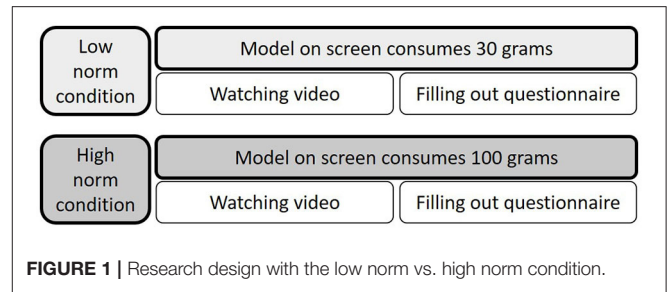 Low
norm
condition
Model on screen consumes 30 grams
Watching video
Filling out questionnaire
High
norm
condition
Model on screen consumes 100 grams
Watching video
Filling out questionnaire
FIGURE 1 | Research design with the low norm vs. high norm condition.